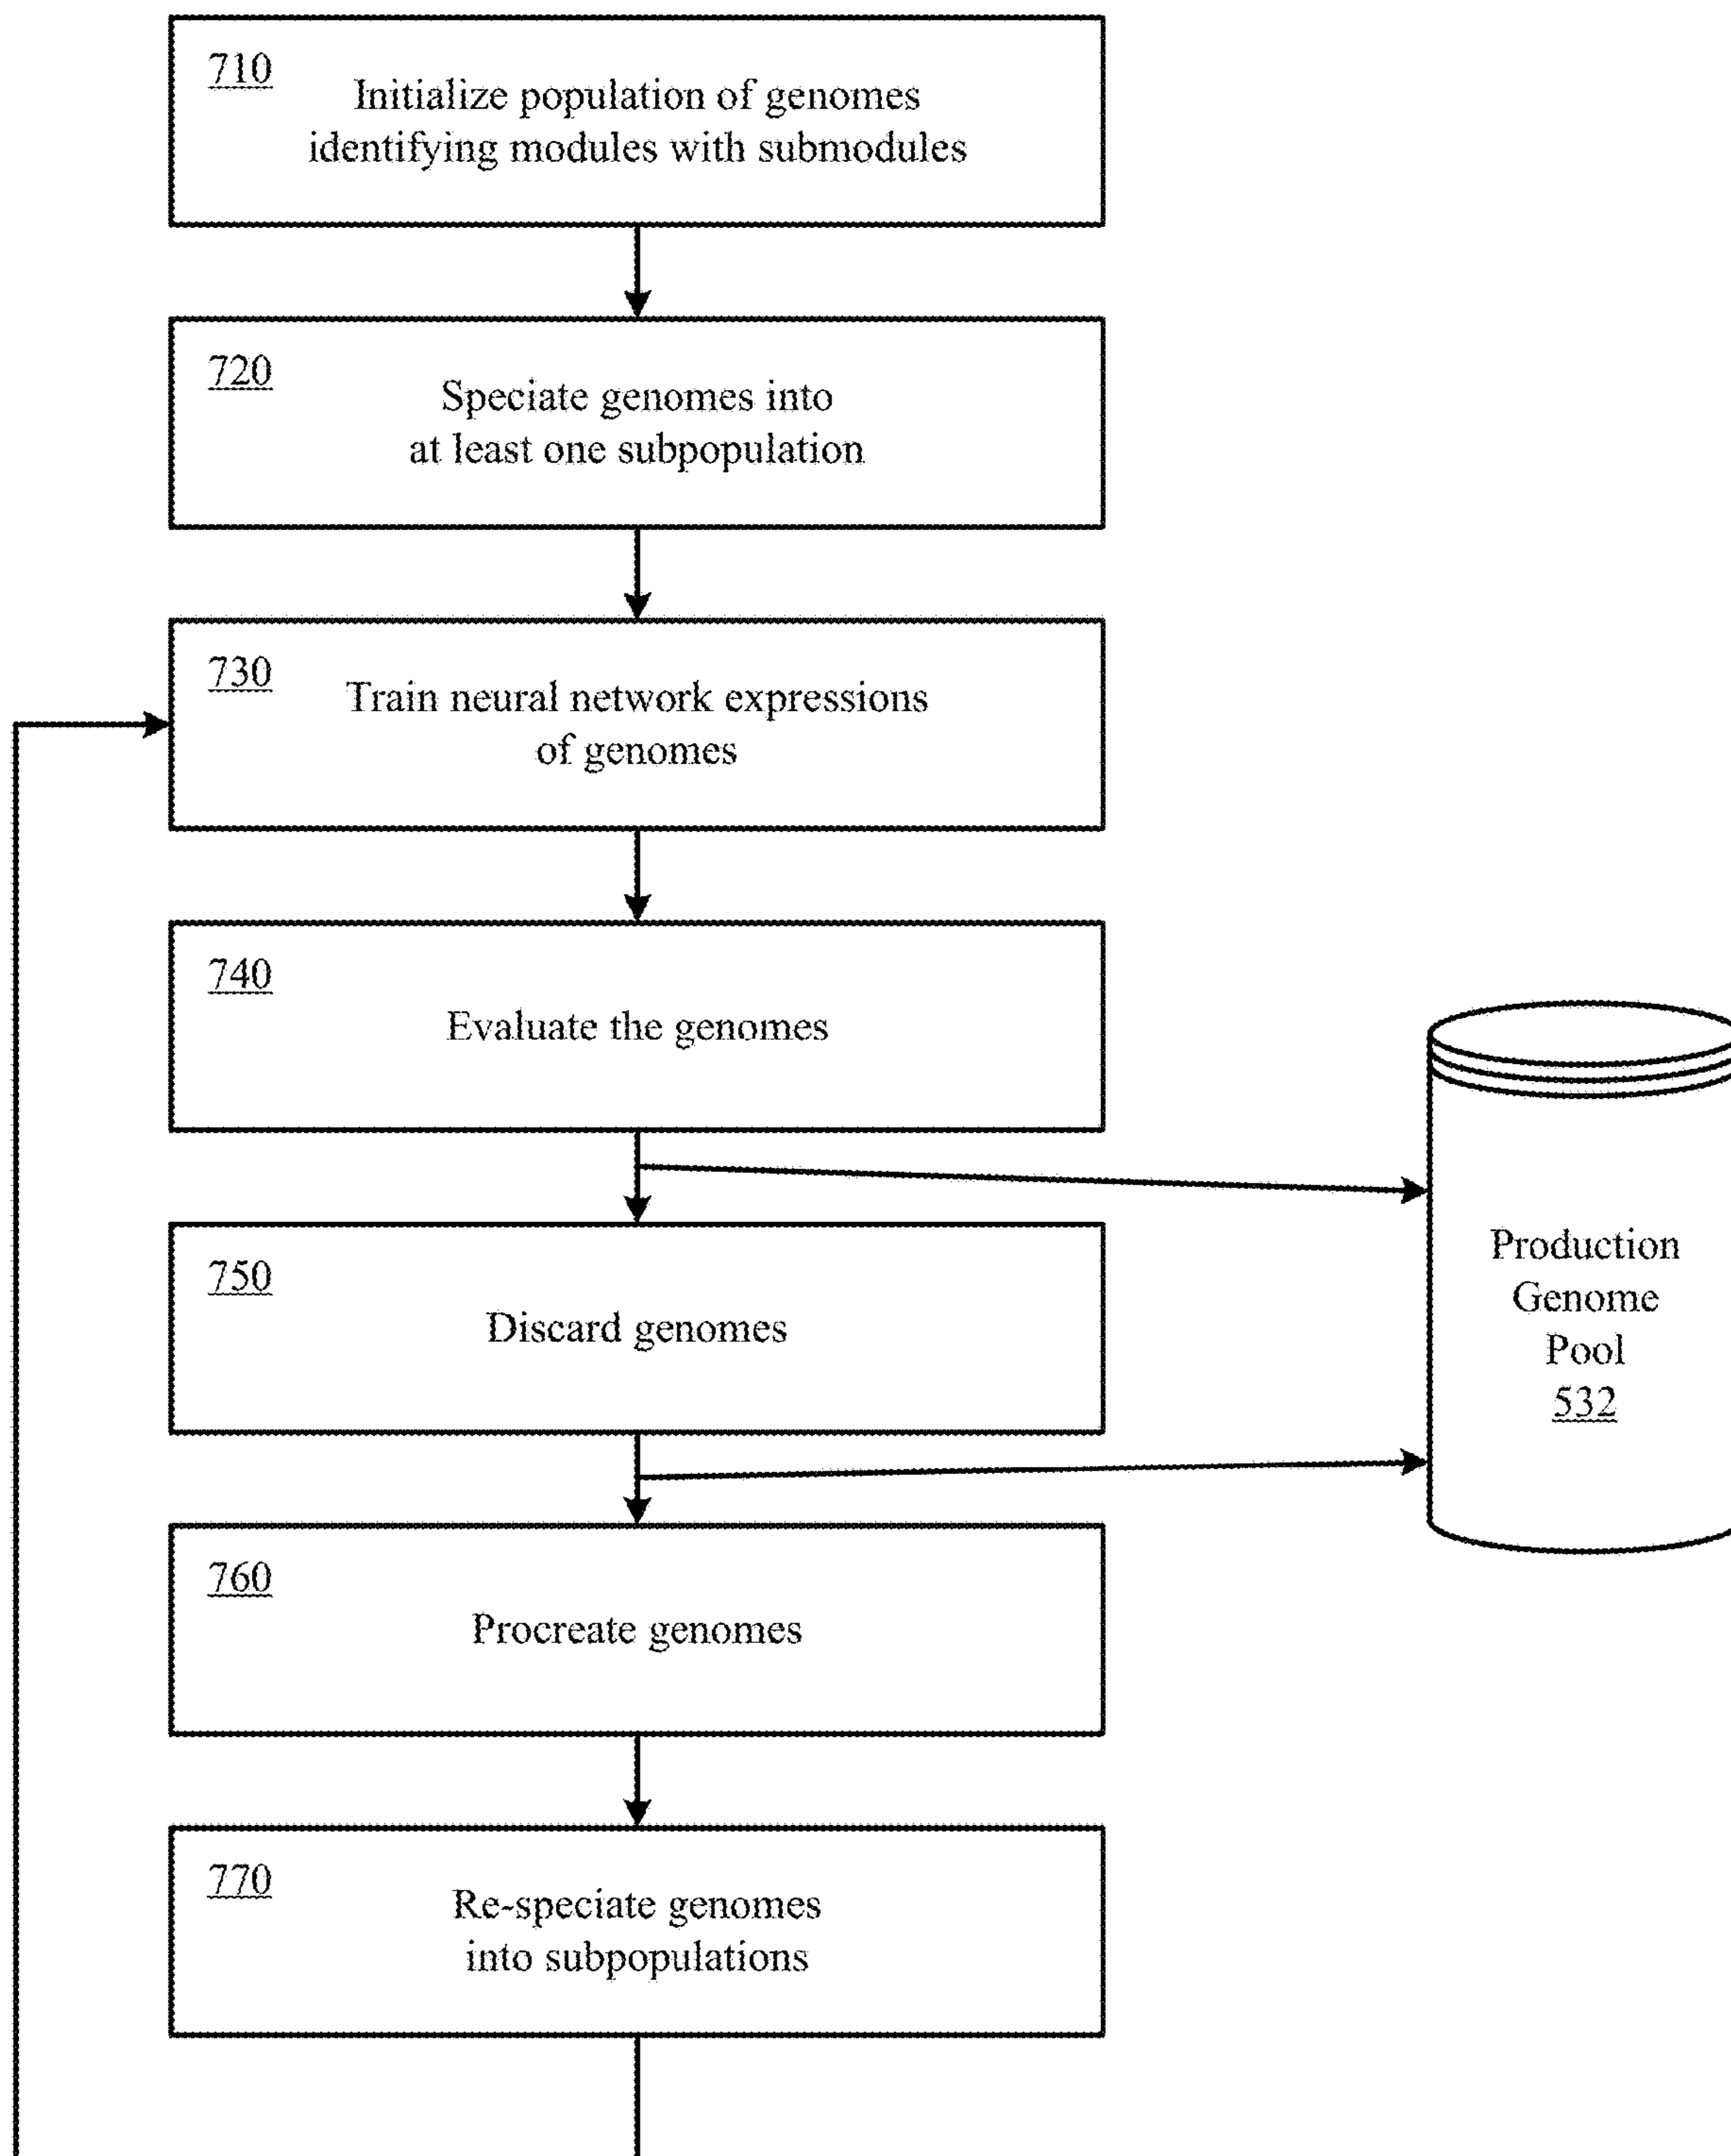 710
Initialize population of genomes
identifying modules with submodules
720
Speciate genomes into
at least one subpopulation
730
Train neural network expressions
of genomes
740
Evaluate the genomes
750
Discard genomes
Production
Genome
Pool
532
760
Procreate genomes
770
Re-speciate genomes
into subpopulations